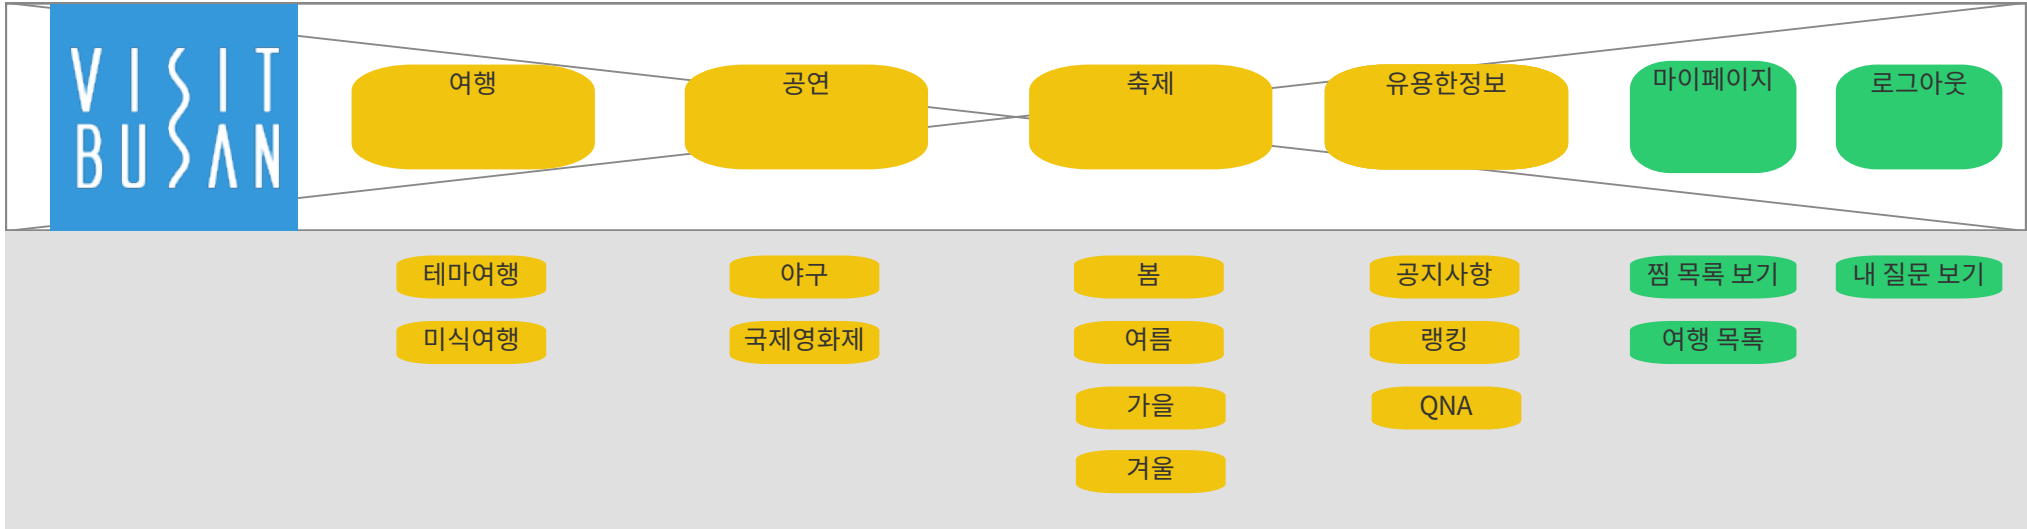 VISIT
BUSAN
여행
공연
축제
유용한정보
마이페이지
로그아웃
테마여행
야구
봄
공지사항
찜 목록 보기
내 질문 보기
미식여행
국제영화제
여름
랭킹
여행 목록
가을
QNA
겨울